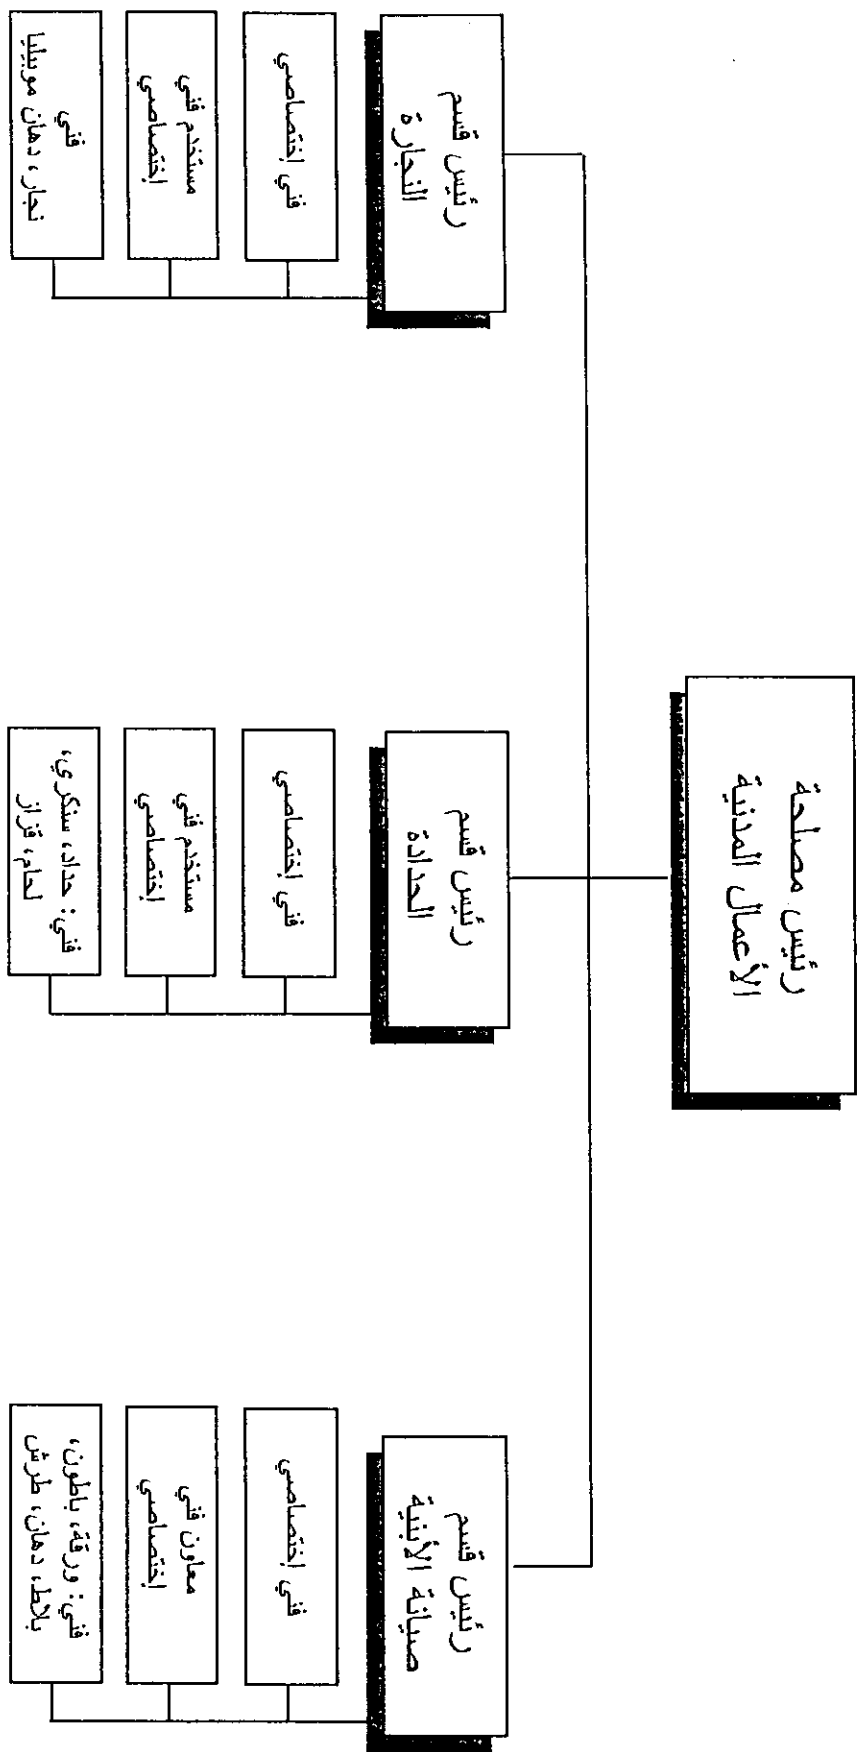 رئيس مصلحة
الأعمال المدنية
رئيس قسم
صيانة الأبنية
فني إختصاصي
معاون فني
إختصاصي
فني: ورقة، باطون،
بلاط، دهان، طرش
رئيس قسم
الحدادة
فني إختصاصي
مستخدم فني
إختصاصي
فني: حداد، سنكري،
لحام، قزاز
رئيس قسم
النجارة
فني إختصاصي
مستخدم فني
إختصاصي
فني
نجار، دهان موبيليا